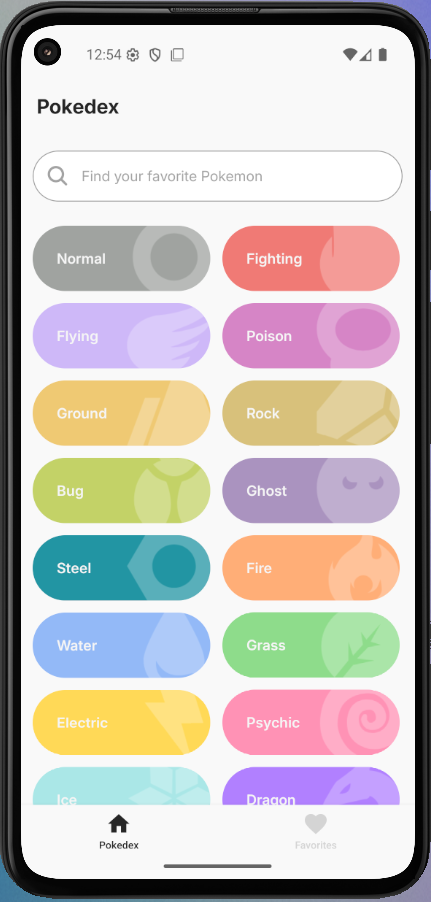 12:54
Pokedex
Find your favorite Pokemon
Normal Fighting
Flying Poison
Ground Rock
Bug Ghost
Steel Fire
Water Grass
Electric Psychic
Ice Dragon
Pokedex Favorites